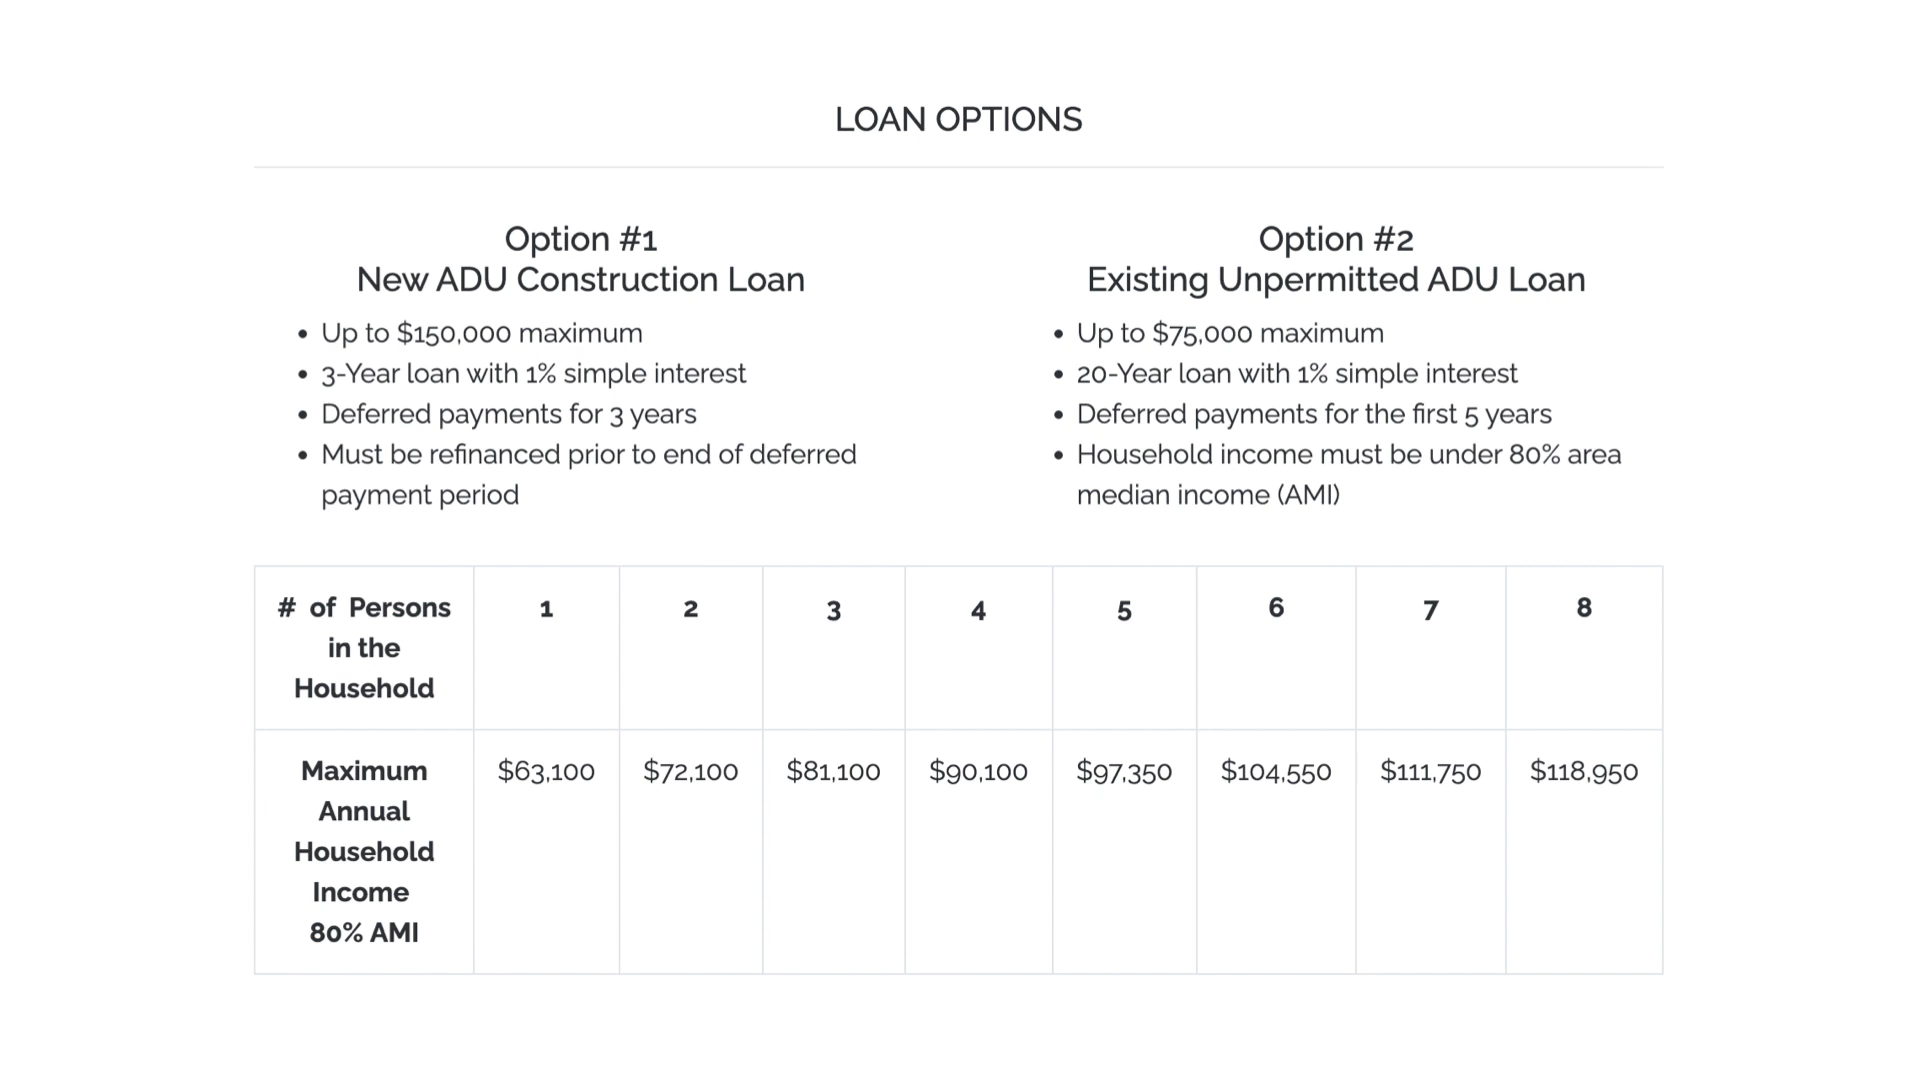 LOAN OPTIONS
Option #1
New ADU Construction Loan
• Up to $150,000 maximum
• 3-Year loan with 1% simple interest
• Deferred payments for 3 years
• Must be refinanced prior to end of deferred
payment period
Option #2
Existing Unpermitted ADU Loan
• Up to $75,000 maximum
• 20-Year loan with 1% simple interest
• Deferred payments for the first 5 years
• Household income must be under 80% area
median income (AMI)
# of Persons
in the
Household
1 2 3 4 5 6 7 8
Maximum
Annual
Household
Income
80% AMI
$63,100 $72,100 $81,100 $90,100 $97,350 $104,550 $111,750 $118,950